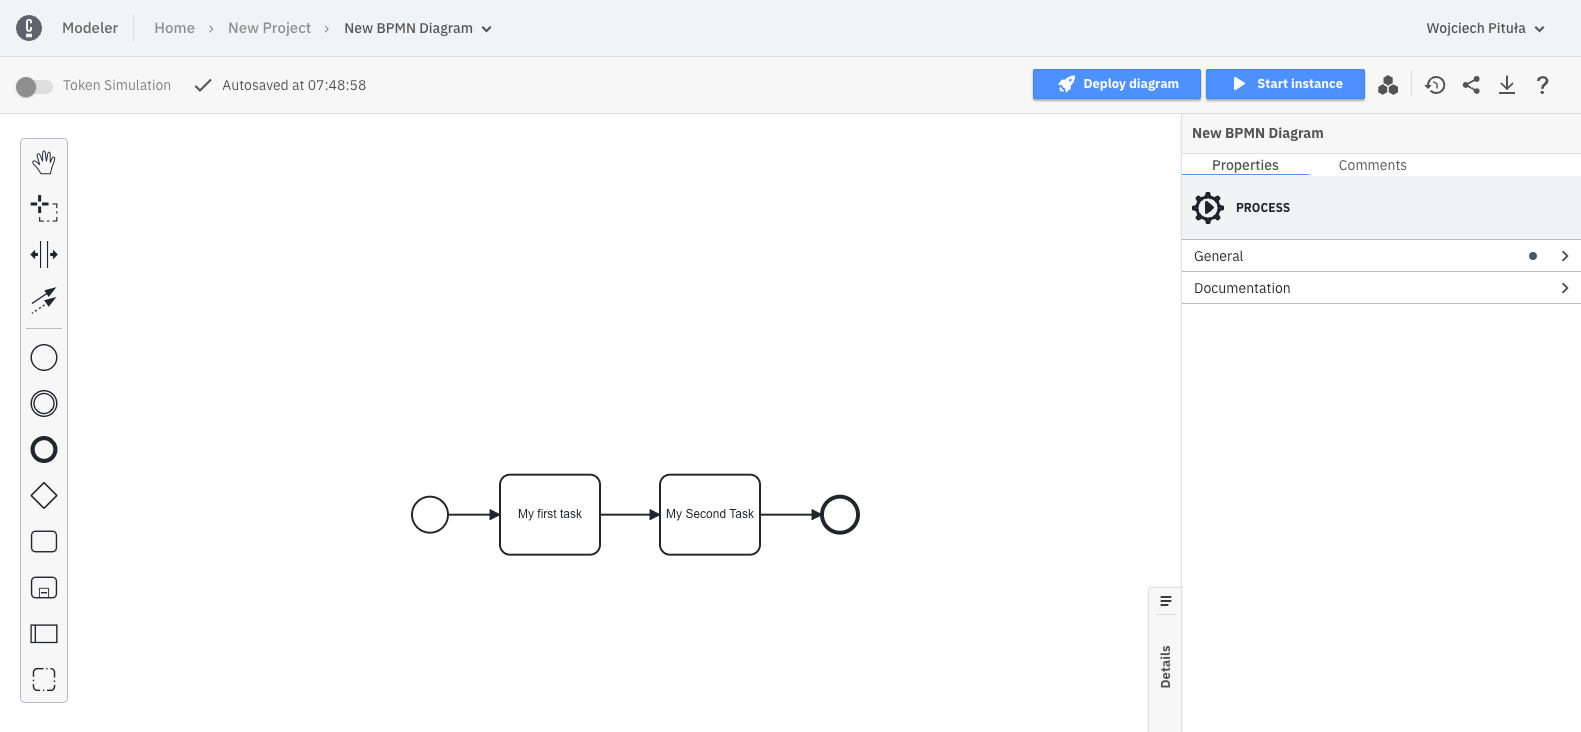 Modeler
Home › New Project › New BPMN Diagram
Wojciech Pituła
Token Simulation
Autosaved at 07:48:58
Deploy diagram
Start instance
New BPMN Diagram
Properties
Comments
PROCESS
General
Documentation
My first task
My Second Task
Details